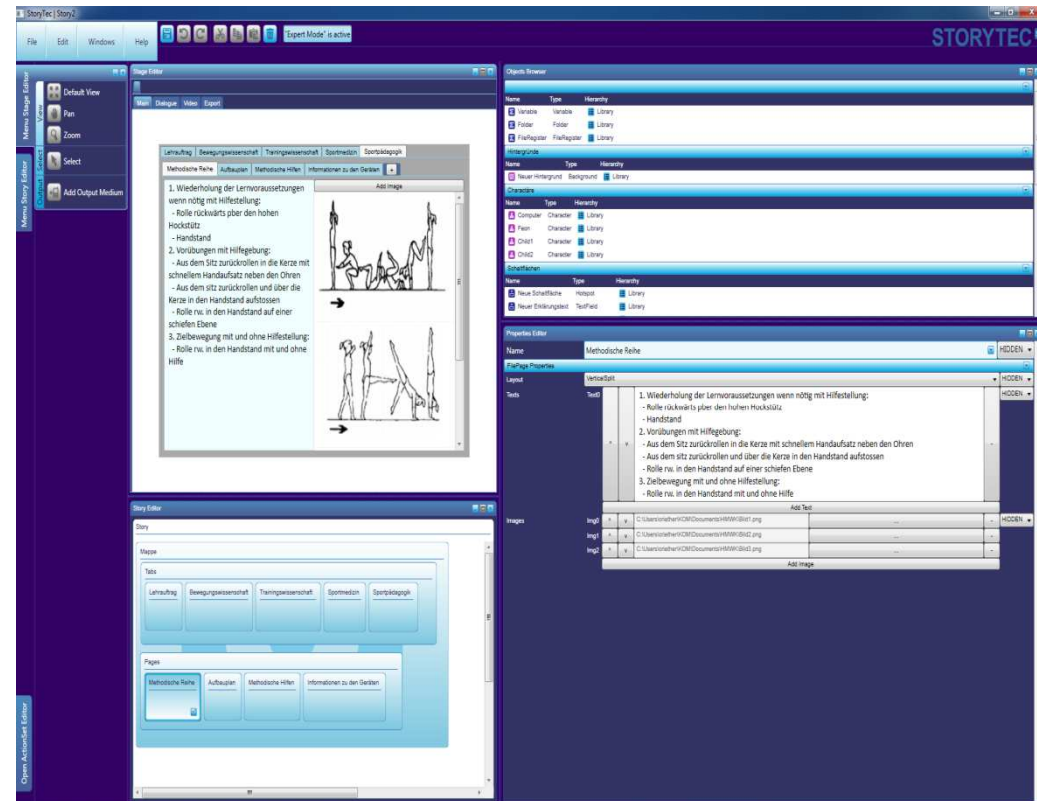 StoryTec | Story2
File Edit Windows Help "Expert Mode" is active
STORYTEC
Menu Stage Editor
Menu Story Editor
Open ActionSet Editor
View
Output Select
Default View
Pan
Zoom
Select
Add Output Medium
Stage Editor
Main Dialogue Video Export
Lehrauftrag Bewegungswissenschaft Trainingswissenschaft Sportmedizin Sportpädagogik
Methodische Reihe Aufbauplan Methodische Hilfen Informationen zu den Geräten +
1. Wiederholung der Lernvoraussetzungen
wenn nötig mit Hilfestellung:
- Rolle rückwärts pber den hohen
Hockstütz
- Handstand
2. Vorübungen mit Hilfegebung:
- Aus dem Sitz zurückrollen in die Kerze mit
schnellem Handaufsatz neben den Ohren
- Aus dem sitz zurückrollen und über die
Kerze in den Handstand aufstossen
- Rolle rw. in den Handstand auf einer
schiefen Ebene
3. Zielbewegung mit und ohne Hilfestellung:
- Rolle rw. in den Handstand mit und ohne
Hilfe
Add Image
Story Editor
Story
Mappe
Tabs
Lehrauftrag Bewegungswissenschaft Trainingswissenschaft Sportmedizin Sportpädagogik
Pages
Methodische Reihe Aufbauplan Methodische Hilfen Informationen zu den Geräten
Objects Browser
Name Type Hierarchy
Variable Variable Library
Folder Folder Library
FileRegister FileRegister Library
Hintergründe
Name Type Hierarchy
Neuer Hintergrund Background Library
Charactäre
Name Type Hierarchy
Computer Character Library
Character Library
Child1 Character Library
Child2 Character Library
Schaltflächen
Name Type Hierarchy
Neue Schaltfläche Hotspot Library
Neuer Erklärungstext TextField Library
Properties Editor
Name Methodische Reihe HIDDEN
FilePage Properties
Layout VerticeSplit HIDDEN
Texts Text0 HIDDEN
1. Wiederholung der Lernvoraussetzungen wenn nötig mit Hilfestellung:
- Rolle rückwärts pber den hohen Hockstütz
- Handstand
2. Vorübungen mit Hilfegebung:
- Aus dem Sitz zurückrollen in die Kerze mit schnellem Handaufsatz neben den Ohren
- Aus dem sitz zurückrollen und über die Kerze in den Handstand aufstossen
- Rolle rw. in den Handstand auf einer schiefen Ebene
3. Zielbewegung mit und ohne Hilfestellung:
- Rolle rw. in den Handstand mit und ohne Hilfe
Add Text
Images Img0 ... - HIDDEN
Img1 ... -
Img2 ... -
Add Image